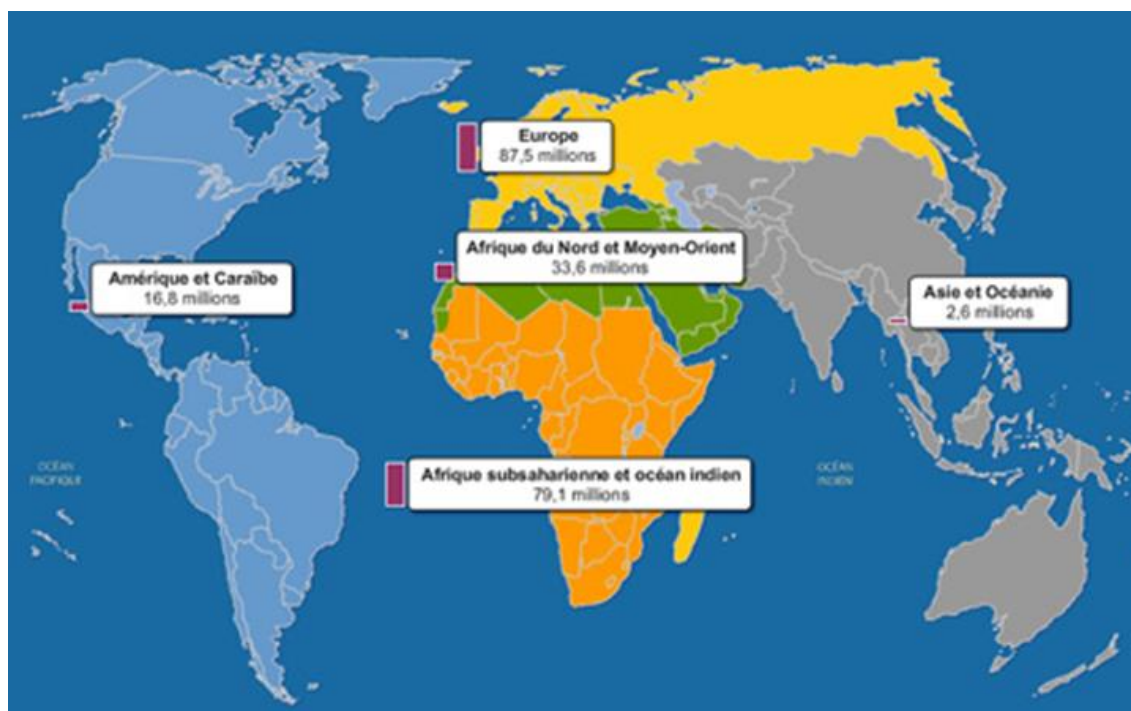 Europe
87,5 millions
Afrique du Nord et Moyen-Orient
33,6 millions
Amérique et Caraïbe
16,8 millions
Asie et Océanie
2,6 millions
OCÉAN
PACIFIQUE
Afrique subsaharienne et océan indien
79,1 millions
OCÉAN
INDIEN